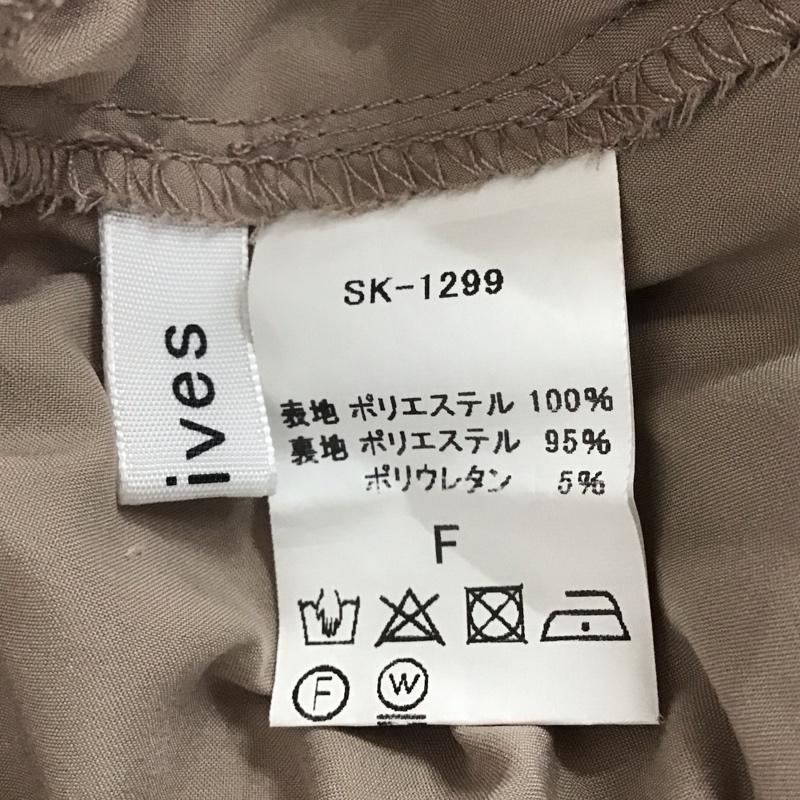 ives
SK-1299
表地 ポリエステル 100%
裏地 ポリエステル 95%
ポリウレタン 5%
F
F
W